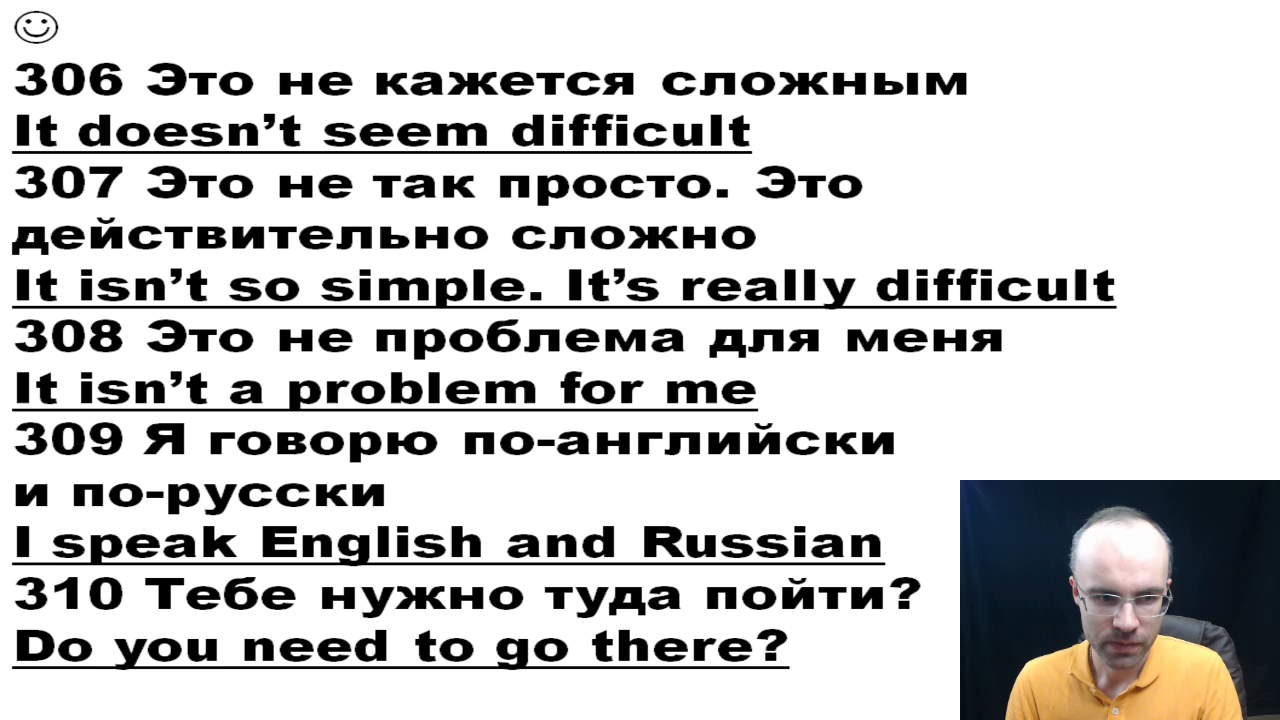 306 Это не кажется сложным
It doesn’t seem difficult
307 Это не так просто. Это
действительно сложно
It isn’t so simple. It’s really difficult
308 Это не проблема для меня
It isn’t a problem for me
309 Я говорю по-английски
и по-русски
I speak English and Russian
310 Тебе нужно туда пойти?
Do you need to go there?